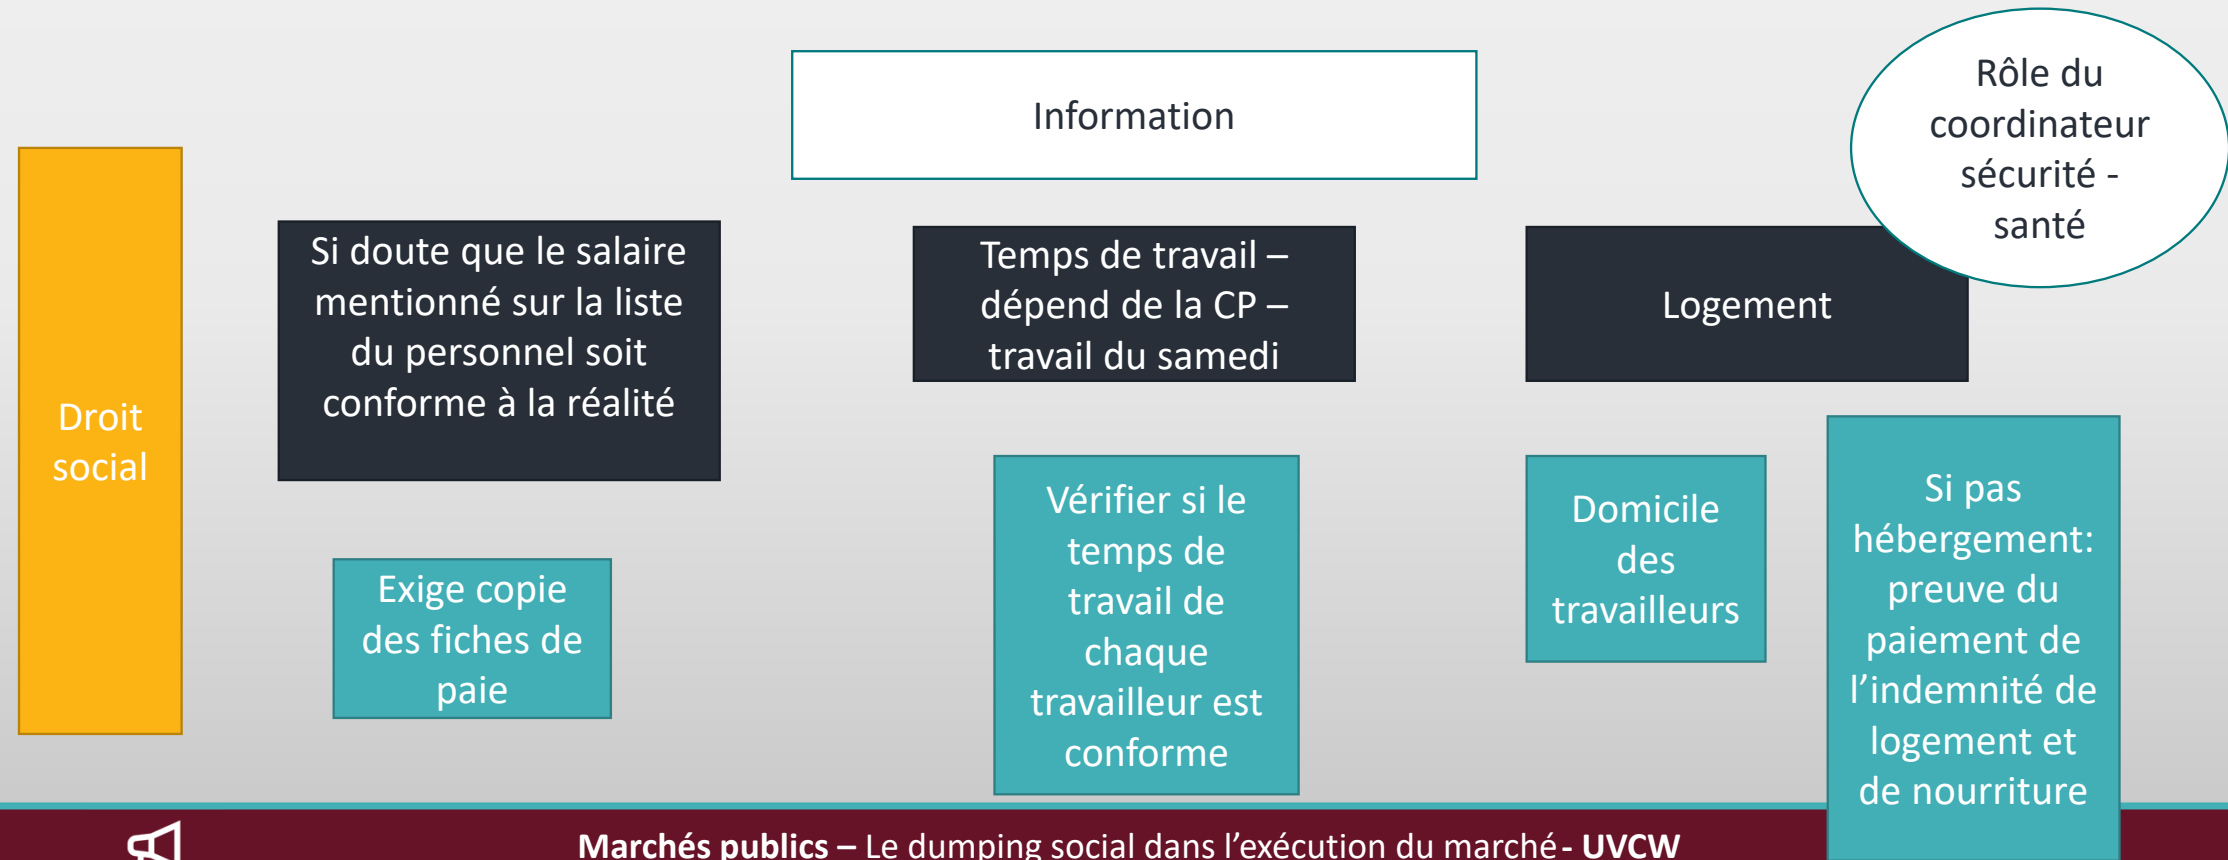 Information
Rôle du
coordinateur
sécurité -
santé
Droit
social
Si doute que le salaire
mentionné sur la liste
du personnel soit
conforme à la réalité
Temps de travail –
dépend de la CP –
travail du samedi
Logement
Exige copie
des fiches de
paie
Vérifier si le
temps de
travail de
chaque
travailleur est
conforme
Domicile
des
travailleurs
Si pas
hébergement:
preuve du
paiement de
l’indemnité de
logement et
de nourriture
Marchés publics – Le dumping social dans l’exécution du marché - UVCW